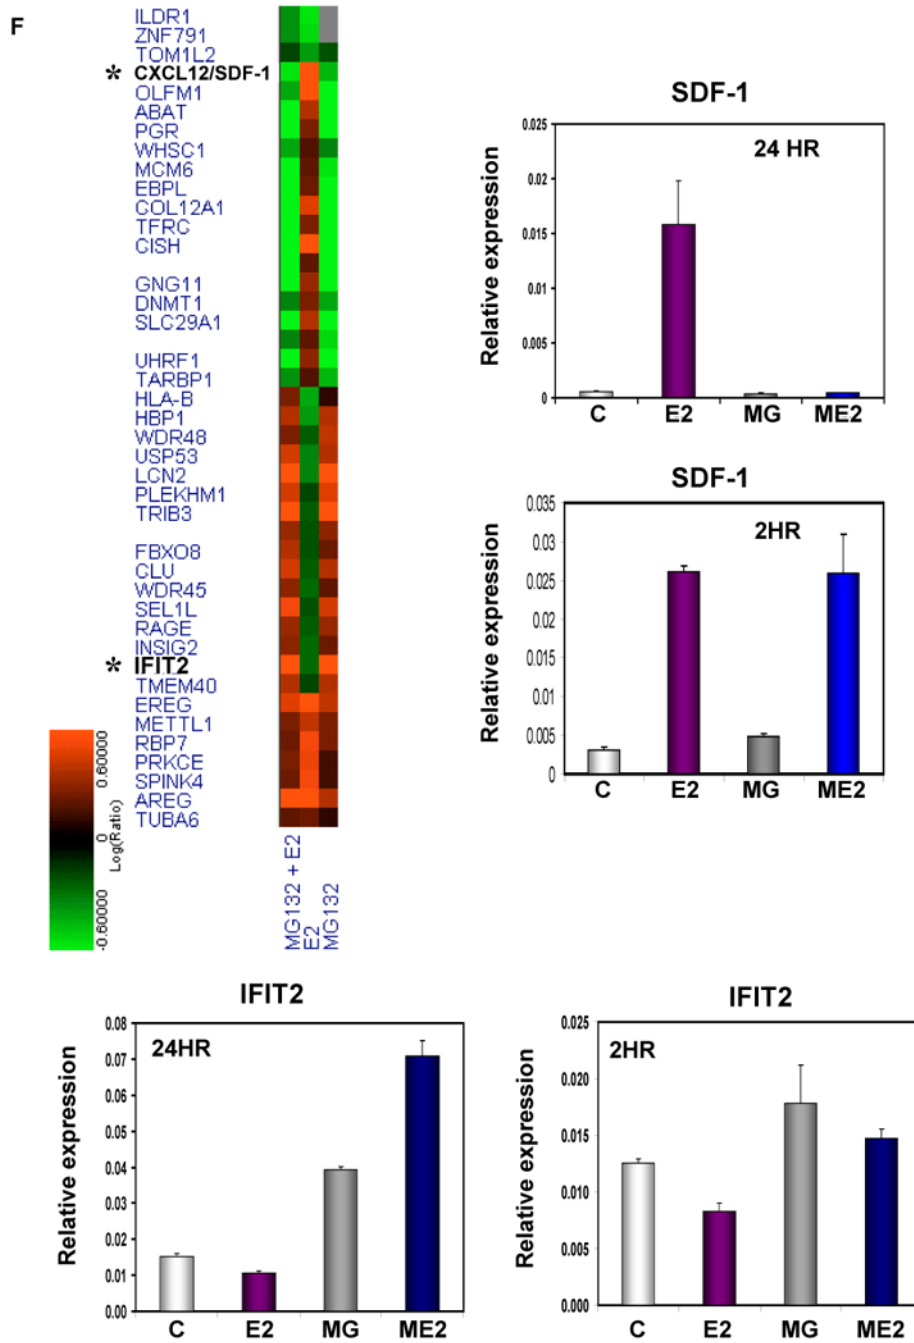 F
ILDR1
ZNF791
TOM1L2
* CXCL12/SDF-1
OLFM1
ABAT
PGR
WHSC1
MCM6
EBPL
COL12A1
TFRC
CISH
GNG11
DNMT1
SLC29A1
UHRF1
TARBP1
HLA-B
HBP1
WDR48
USP53
LCN2
PLEKHM1
TRIB3
FBXO8
CLU
WDR45
SEL1L
RAGE
INSIG2
* IFIT2
TMEM40
EREG
METTL1
RBP7
PRKCE
SPINK4
AREG
TUBA6
0.60000
0
-0.60000
Log(Ratio)
MG132 + E2
E2
MG132
SDF-1
24 HR
Relative expression
0.025
0.02
0.015
0.01
0.005
0
C E2 MG ME2
SDF-1
2HR
Relative expression
0.035
0.03
0.025
0.02
0.015
0.01
0.005
0
C E2 MG ME2
IFIT2
24HR
Relative expression
0.08
0.07
0.06
0.05
0.04
0.03
0.02
0.01
0.00
C E2 MG ME2
IFIT2
2HR
Relative expression
0.025
0.020
0.015
0.010
0.005
0.000
C E2 MG ME2